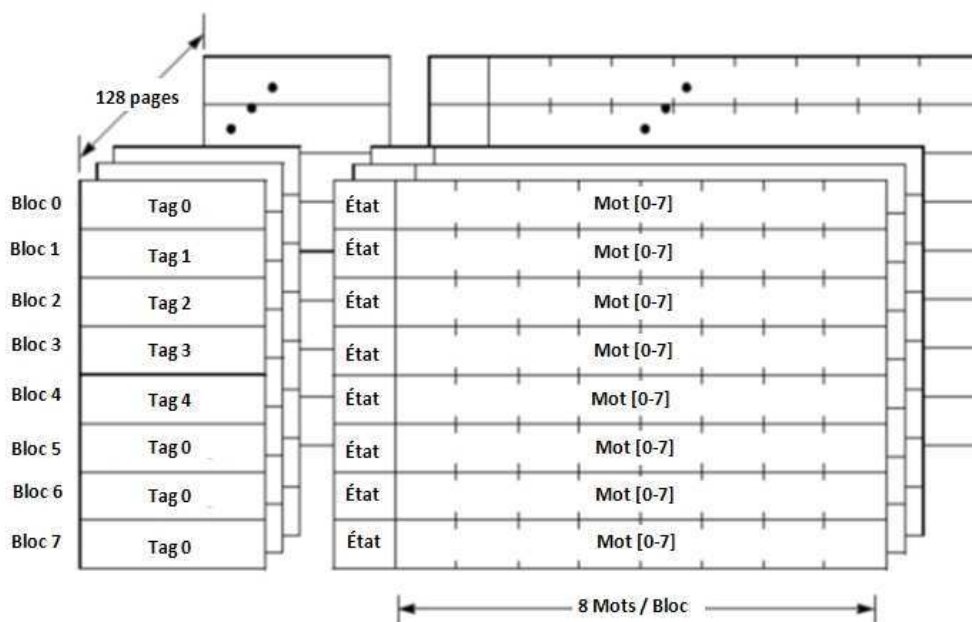 128 pages
Bloc 0 Tag 0 État Mot [0-7]
Bloc 1 Tag 1 État Mot [0-7]
Bloc 2 Tag 2 État Mot [0-7]
Bloc 3 Tag 3 État Mot [0-7]
Bloc 4 Tag 4 État Mot [0-7]
Bloc 5 Tag 0 État Mot [0-7]
Bloc 6 Tag 0 État Mot [0-7]
Bloc 7 Tag 0 État Mot [0-7]
8 Mots / Bloc